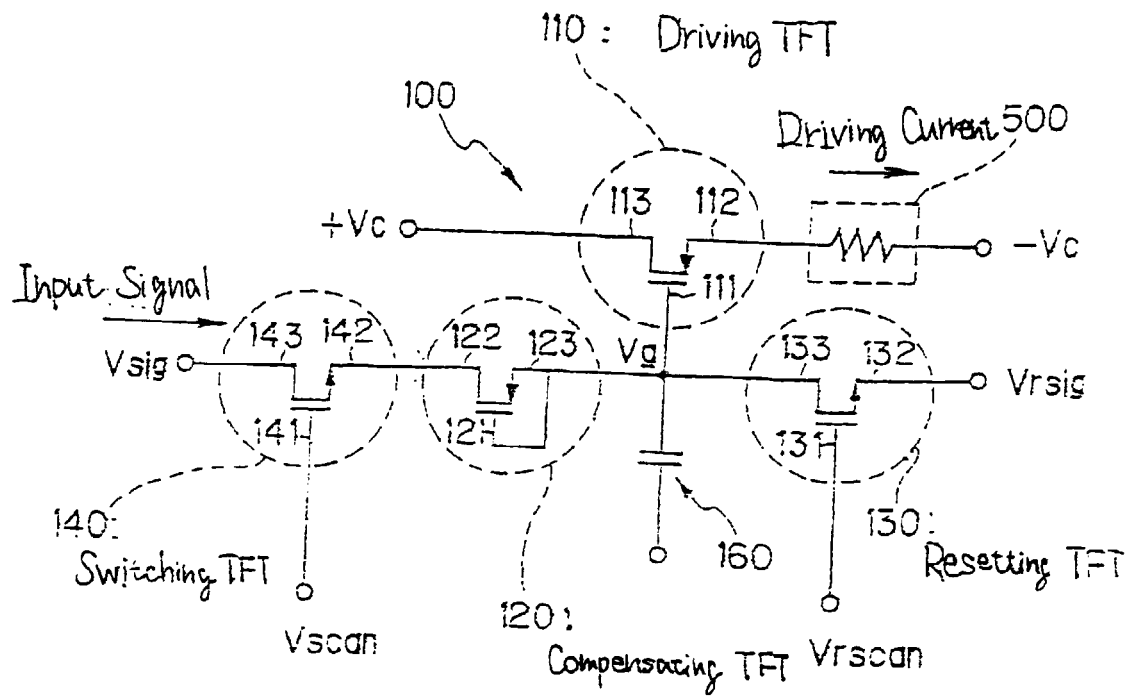 110 : Driving TFT
100
Driving Current 500
113 112
+Vc
-Vc
111
Input Signal
143 142
122 123
Vg
133 132
Vsig
Vrsig
141
121
131
140:
Switching TFT
160
130:
Resetting TFT
120:
Compensating TFT
Vscan
Vrscan